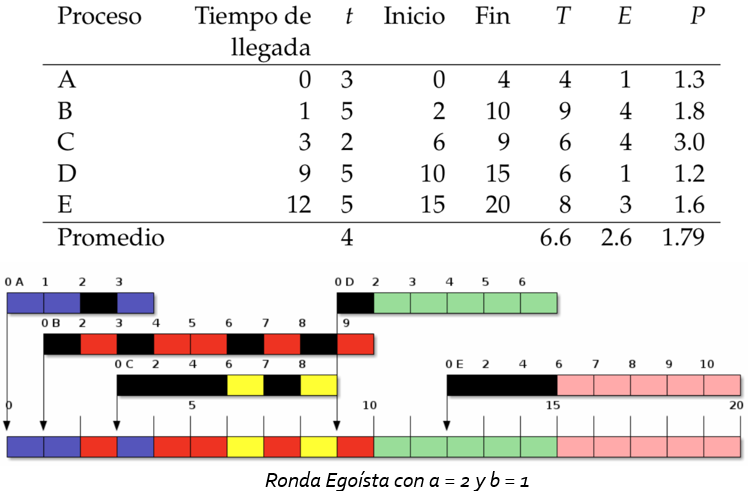 Proceso Tiempo de llegada t Inicio Fin T E P
A 0 3 0 4 4 1 1.3
B 1 5 2 10 9 4 1.8
C 3 2 6 9 6 4 3.0
D 9 5 10 15 6 1 1.2
E 12 5 15 20 8 3 1.6
Promedio 4 6.6 2.6 1.79
0 A 1 2 3
0 D 2 3 4 5 6
0 B 2 3 4 5 6 7 8 9
0 C 2 4 6 7 8
0 E 2 4 6 7 8 9 10
0 5 10 15 20
Ronda Egoísta con a = 2 y b = 1